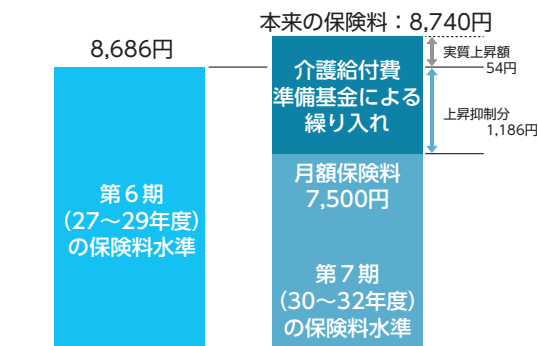 本来の保険料：8,740円
8,686円
実質上昇額
54円
介護給付費
準備基金による
繰り入れ
上昇抑制分
1,186円
月額保険料
7,500円
第６期
（27～29年度）
の保険料水準
第７期
（30～32年度）
の保険料水準